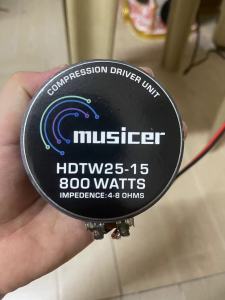 COMPRESSION DRIVER UNIT
musicer
HDTW25-15
800 WATTS
IMPEDENCE:4-8 OHMS